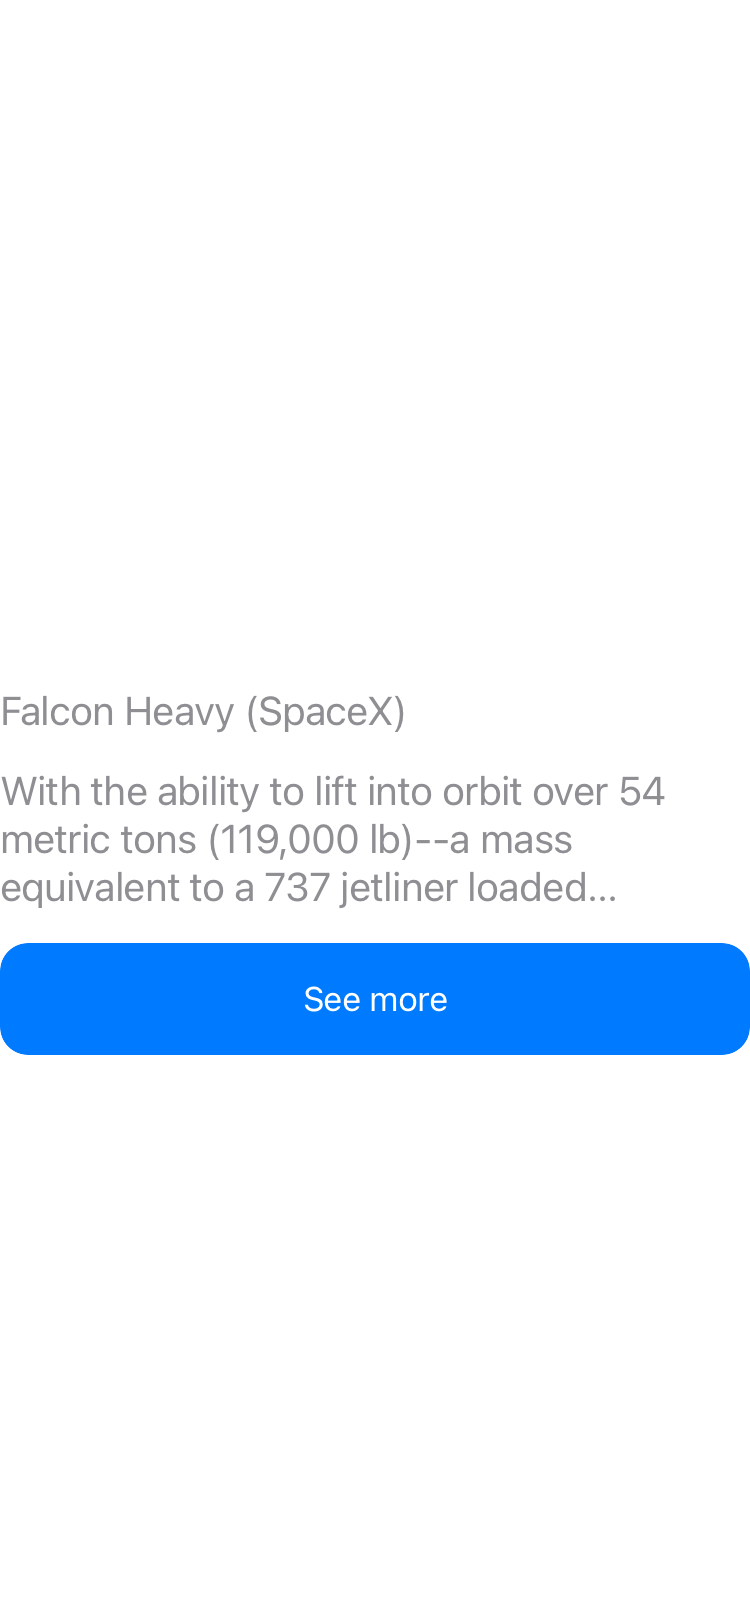 Falcon Heavy (SpaceX)
With the ability to lift into orbit over 54
metric tons (119,000 lb)--a mass
equivalent to a 737 jetliner loaded...
See more